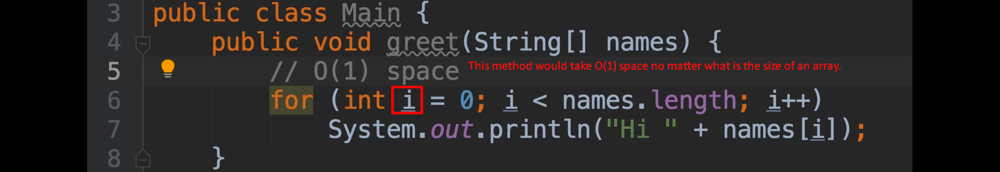 3 public class Main {
4 public void greet(String[] names) {
5 // O(1) space This method would take O(1) space no matter what is the size of an array.
6 for (int i = 0; i < names.length; i++)
7 System.out.println("Hi " + names[i]);
8 }